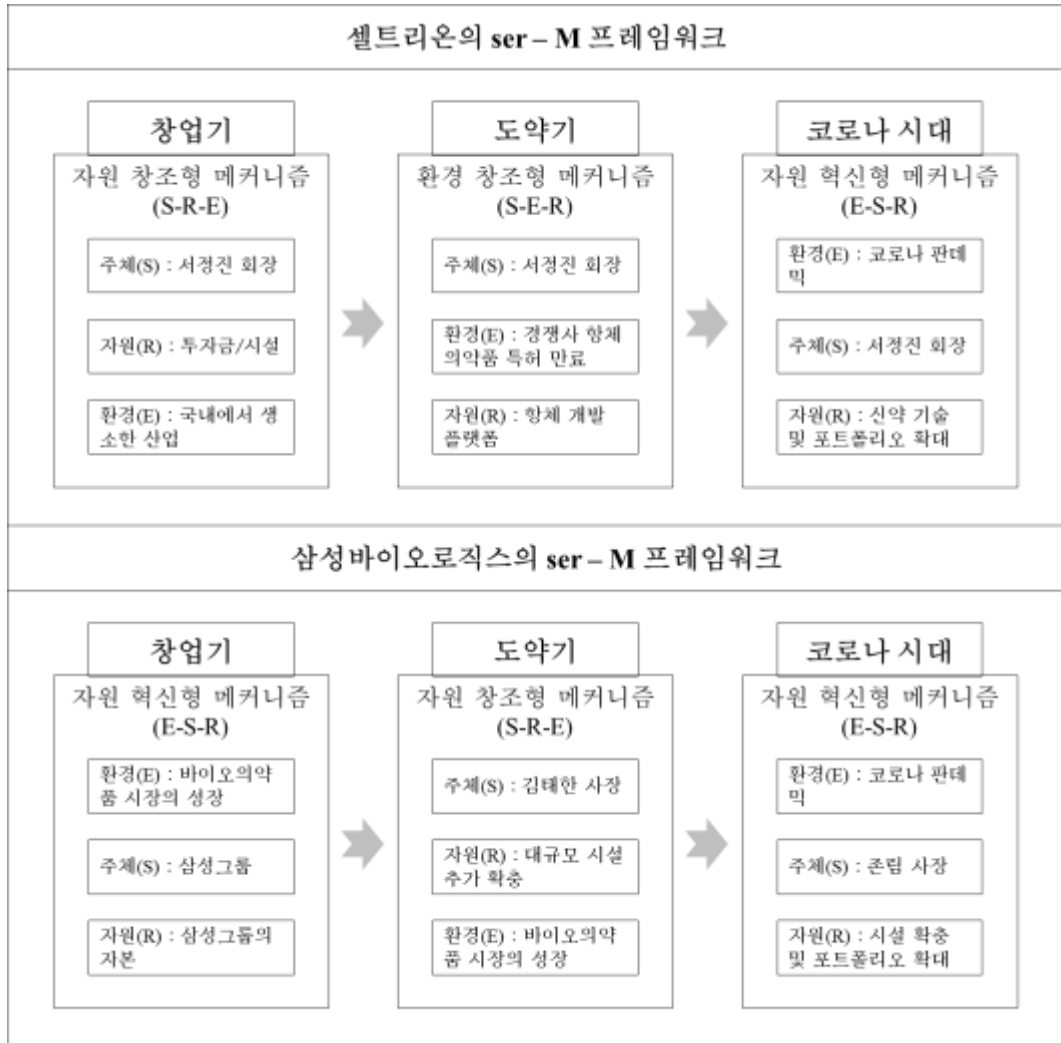 셀트리온의 ser – M 프레임워크
창업기
자원 창조형 메커니즘
(S-R-E)
주체(S) : 서정진 회장
자원(R) : 투자금/시설
환경(E) : 국내에서 생
소한 산업
도약기
환경 창조형 메커니즘
(S-E-R)
주체(S) : 서정진 회장
환경(E) : 경쟁사 항체
의약품 특허 만료
자원(R) : 항체 개발
플랫폼
코로나 시대
자원 혁신형 메커니즘
(E-S-R)
환경(E) : 코로나 판데
믹
주체(S) : 서정진 회장
자원(R) : 신약 기술
및 포트폴리오 확대
삼성바이오로직스의 ser – M 프레임워크
창업기
자원 혁신형 메커니즘
(E-S-R)
환경(E) : 바이오의약
품 시장의 성장
주체(S) : 삼성그룹
자원(R) : 삼성그룹의
자본
도약기
자원 창조형 메커니즘
(S-R-E)
주체(S) : 김태한 사장
자원(R) : 대규모 시설
추가 확충
환경(E) : 바이오의약
품 시장의 성장
코로나 시대
자원 혁신형 메커니즘
(E-S-R)
환경(E) : 코로나 판데
믹
주체(S) : 존림 사장
자원(R) : 시설 확충
및 포트폴리오 확대